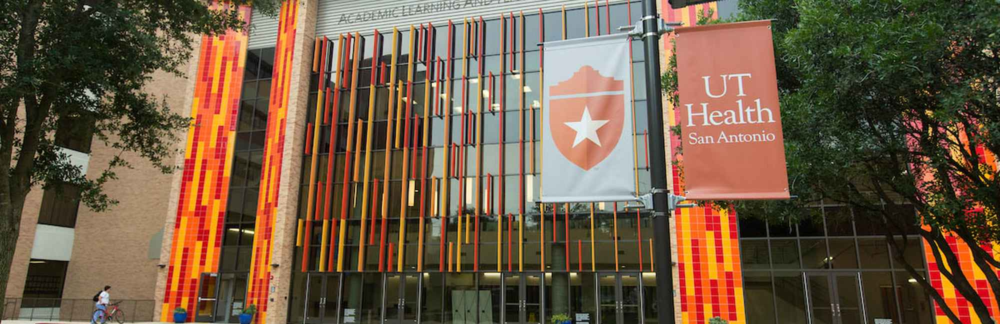 ACADEMIC LEARNING AND
UT
Health
San Antonio